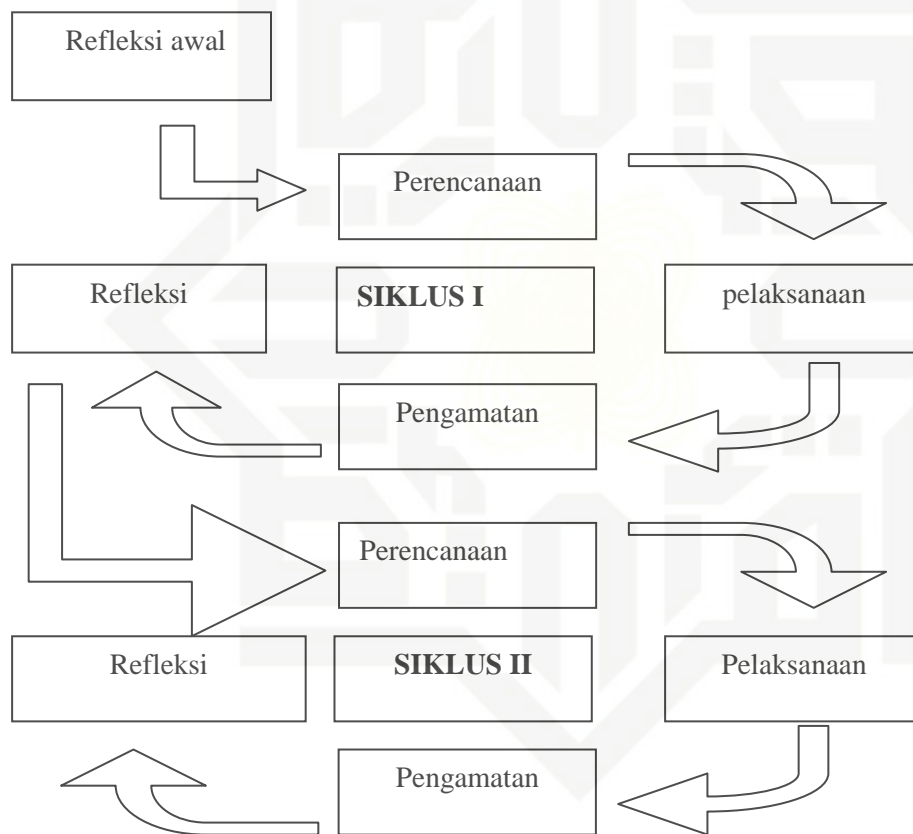 Refleksi awal
Perencanaan
Refleksi
SIKLUS I
pelaksanaan
Pengamatan
Perencanaan
Refleksi
SIKLUS II
Pelaksanaan
Pengamatan